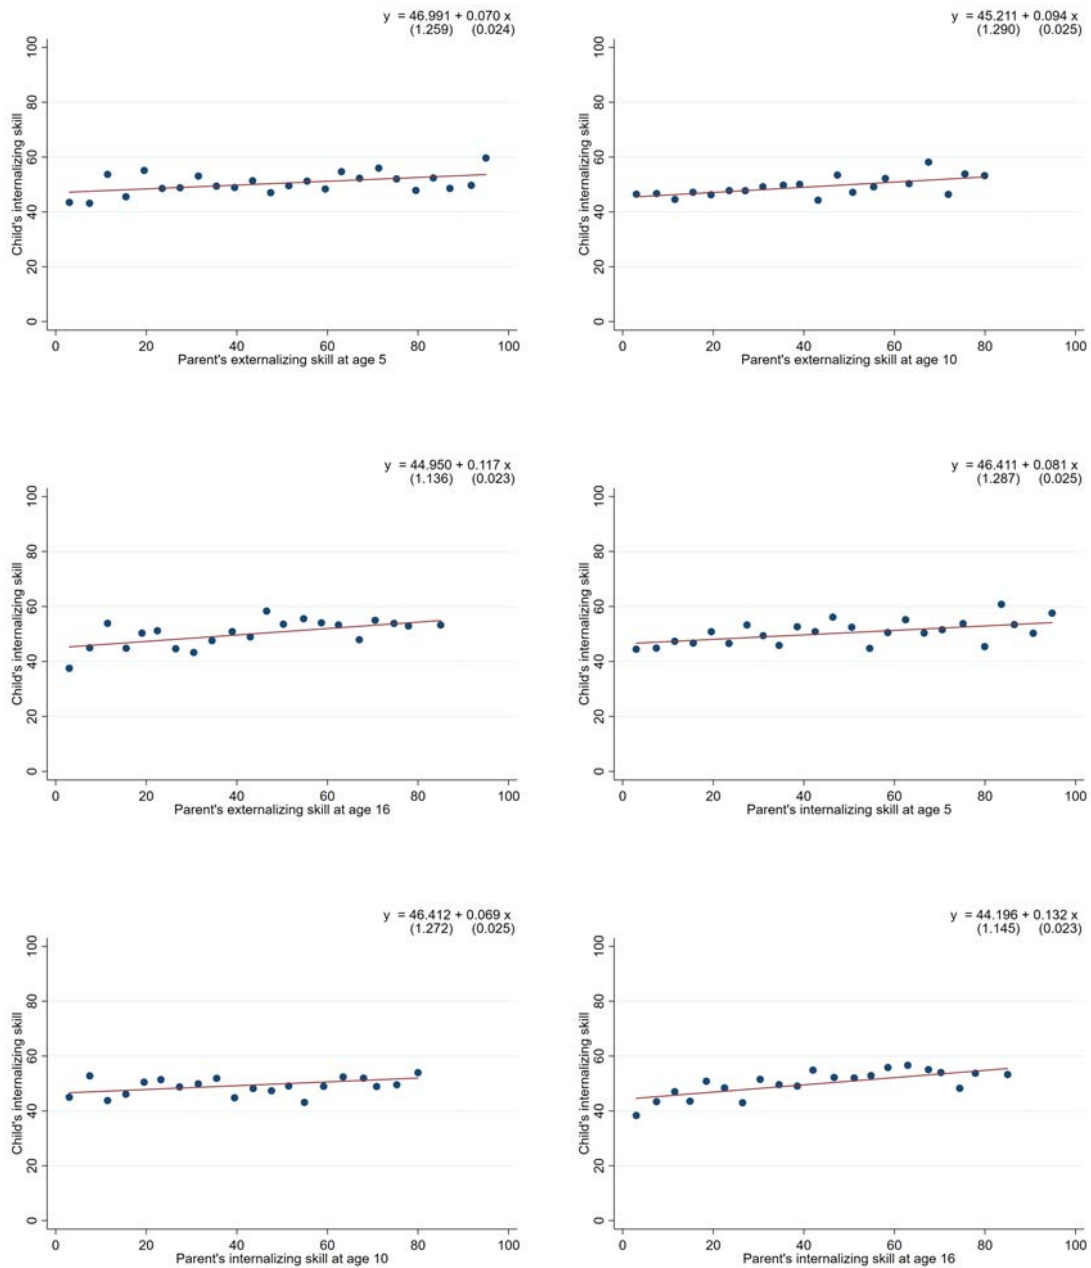 y = 46.991 + 0.070 x
(1.259) (0.024)
Child's internalizing skill
100
80
60
40
20
0
0 20 40 60 80 100
Parent's externalizing skill at age 5
y = 45.211 + 0.094 x
(1.290) (0.025)
Child's internalizing skill
100
80
60
40
20
0
0 20 40 60 80 100
Parent's externalizing skill at age 10
y = 44.950 + 0.117 x
(1.136) (0.023)
Child's internalizing skill
100
80
60
40
20
0
0 20 40 60 80 100
Parent's externalizing skill at age 16
y = 46.411 + 0.081 x
(1.287) (0.025)
Child's internalizing skill
100
80
60
40
20
0
0 20 40 60 80 100
Parent's internalizing skill at age 5
y = 46.412 + 0.069 x
(1.272) (0.025)
Child's internalizing skill
100
80
60
40
20
0
0 20 40 60 80 100
Parent's internalizing skill at age 10
y = 44.196 + 0.132 x
(1.145) (0.023)
Child's internalizing skill
100
80
60
40
20
0
0 20 40 60 80 100
Parent's internalizing skill at age 16